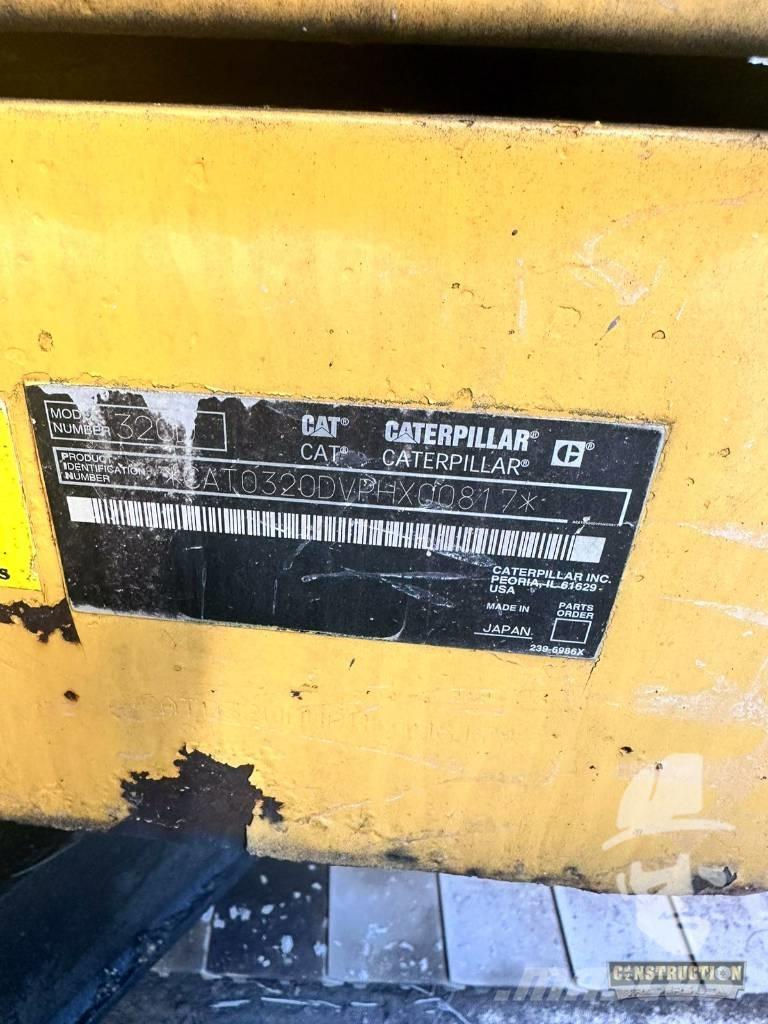 MODEL
NUMBER 320D
CAT® CATERPILLAR®
CAT® CATERPILLAR®
PRODUCT
IDENTIFICATION
NUMBER
*CAT0320DVPHX00817*
CATERPILLAR INC.
PEORIA, IL 61629
USA
MADE IN
JAPAN
PARTS
ORDER
239-5986X
CONSTRUCTION